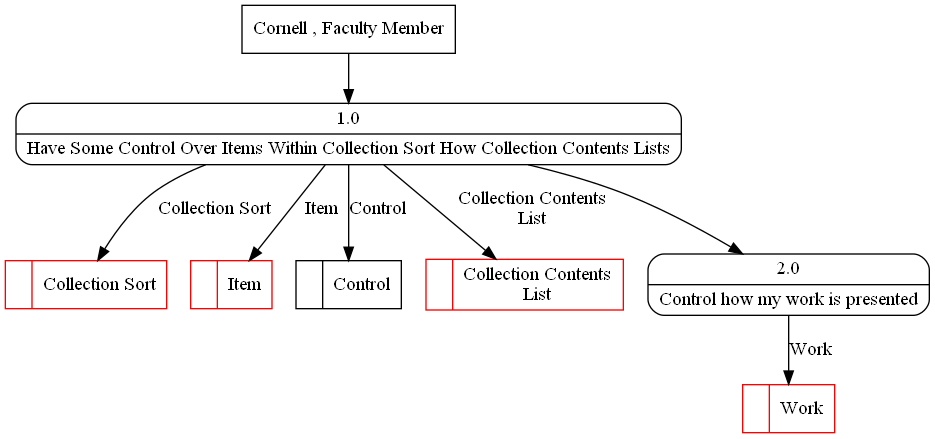 Cornell , Faculty Member
1.0
Have Some Control Over Items Within Collection Sort How Collection Contents Lists
Collection Sort
Item
Control
Collection Contents
List
Collection Sort
Item
Control
Collection Contents
List
2.0
Control how my work is presented
Work
Work